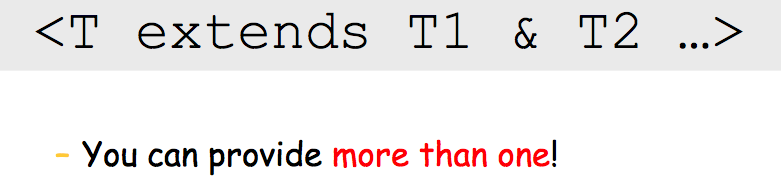 <T extends T1 & T2 …>
– You can provide more than one!